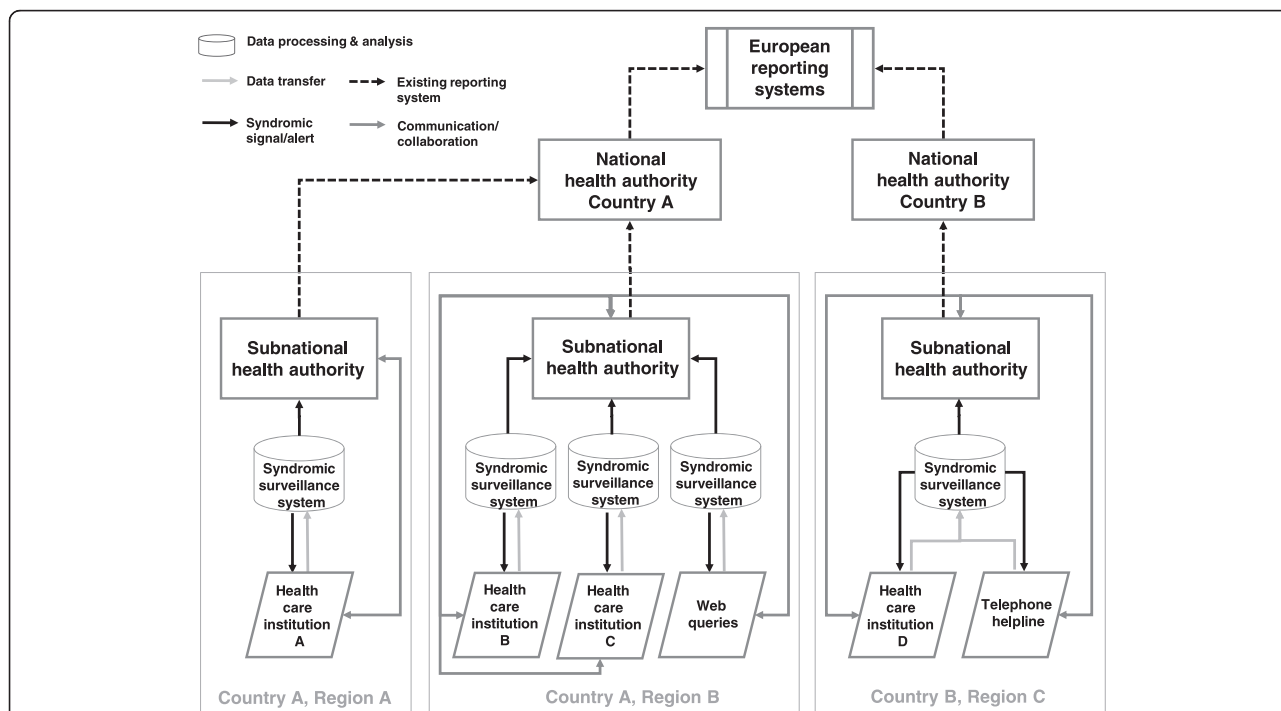 Data processing & analysis
Data transfer
Existing reporting
system
Syndromic
signal/alert
Communication/
collaboration
European
reporting
systems
National
health authority
Country A
National
health authority
Country B
Subnational
health authority
Subnational
health authority
Subnational
health authority
Syndromic
surveillance
system
Syndromic
surveillance
system
Syndromic
surveillance
system
Syndromic
surveillance
system
Syndromic
surveillance
system
Health
care
institution
A
Health
care
institution
B
Health
care
institution
C
Web
queries
Health
care
institution
D
Telephone
helpline
Country A, Region A
Country A, Region B
Country B, Region C